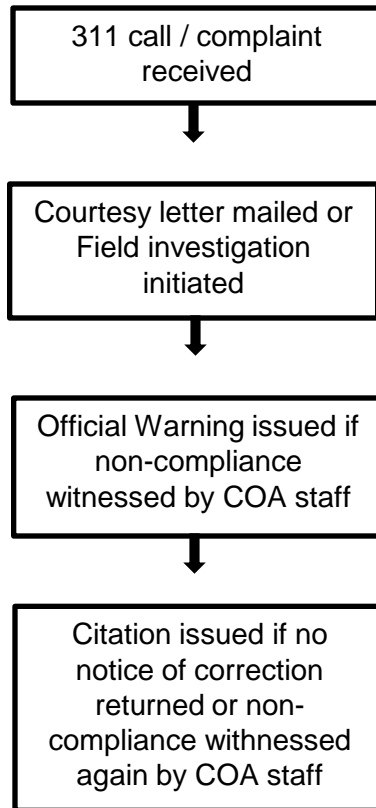 311 call / complaint
received
Courtesy letter mailed or
Field investigation
initiated
Official Warning issued if
non-compliance
witnessed by COA staff
Citation issued if no
notice of correction
returned or non-
compliance withnessed
again by COA staff